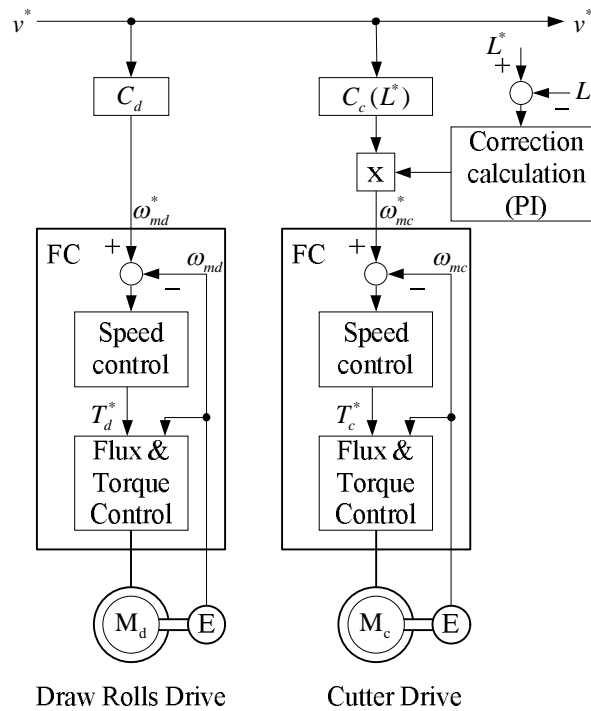 v* v*
L*
+
C_d C_c(L*) − L
Correction
calculation
(PI)
x
ω*_md ω*_mc
FC + ω_md FC + ω_mc
− −
Speed
control
Speed
control
T*_d T*_c
Flux &
Torque
Control
Flux &
Torque
Control
M_d E M_c E
Draw Rolls Drive Cutter Drive